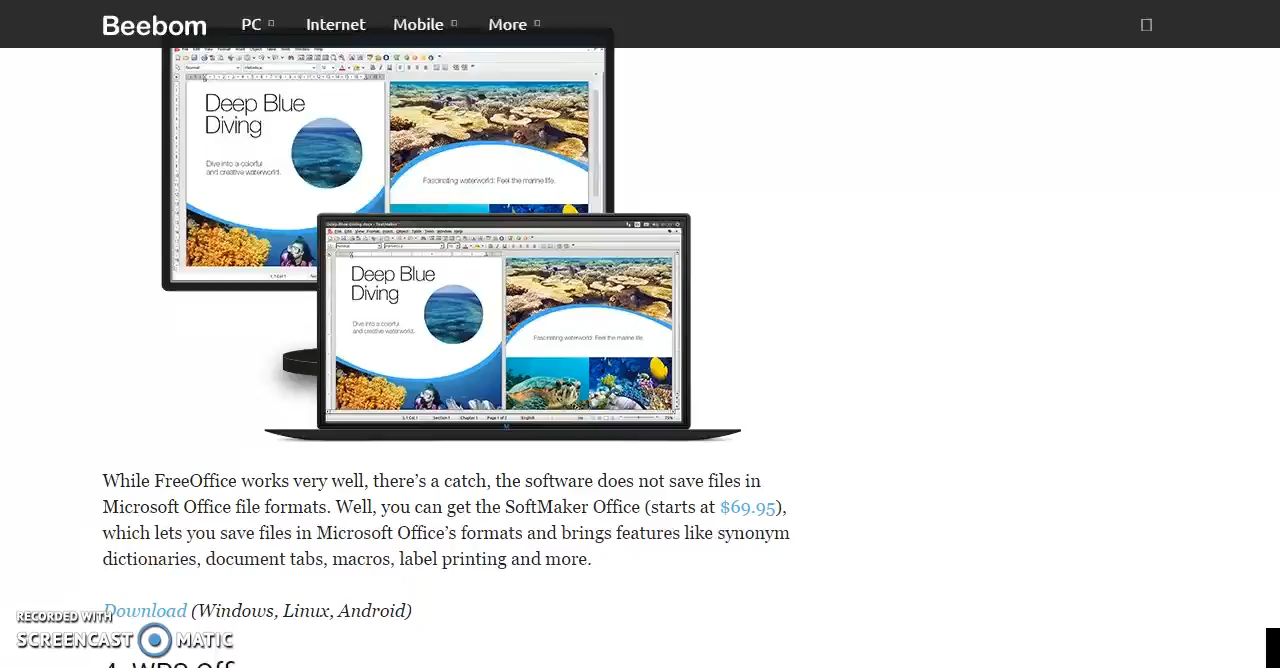 Beebom PC Internet Mobile More
Deep Blue
Diving
Dive into a colorful
and creative waterworld.
Fascinating waterworld: Feel the marine life.
Deep Blue
Diving
Dive into a colorful
and creative waterworld.
Fascinating waterworld: Feel the marine life.
While FreeOffice works very well, there’s a catch, the software does not save files in
Microsoft Office file formats. Well, you can get the SoftMaker Office (starts at $69.95),
which lets you save files in Microsoft Office’s formats and brings features like synonym
dictionaries, document tabs, macros, label printing and more.
Download (Windows, Linux, Android)
RECORDED WITH
SCREENCAST MATIC
4. WPS Off